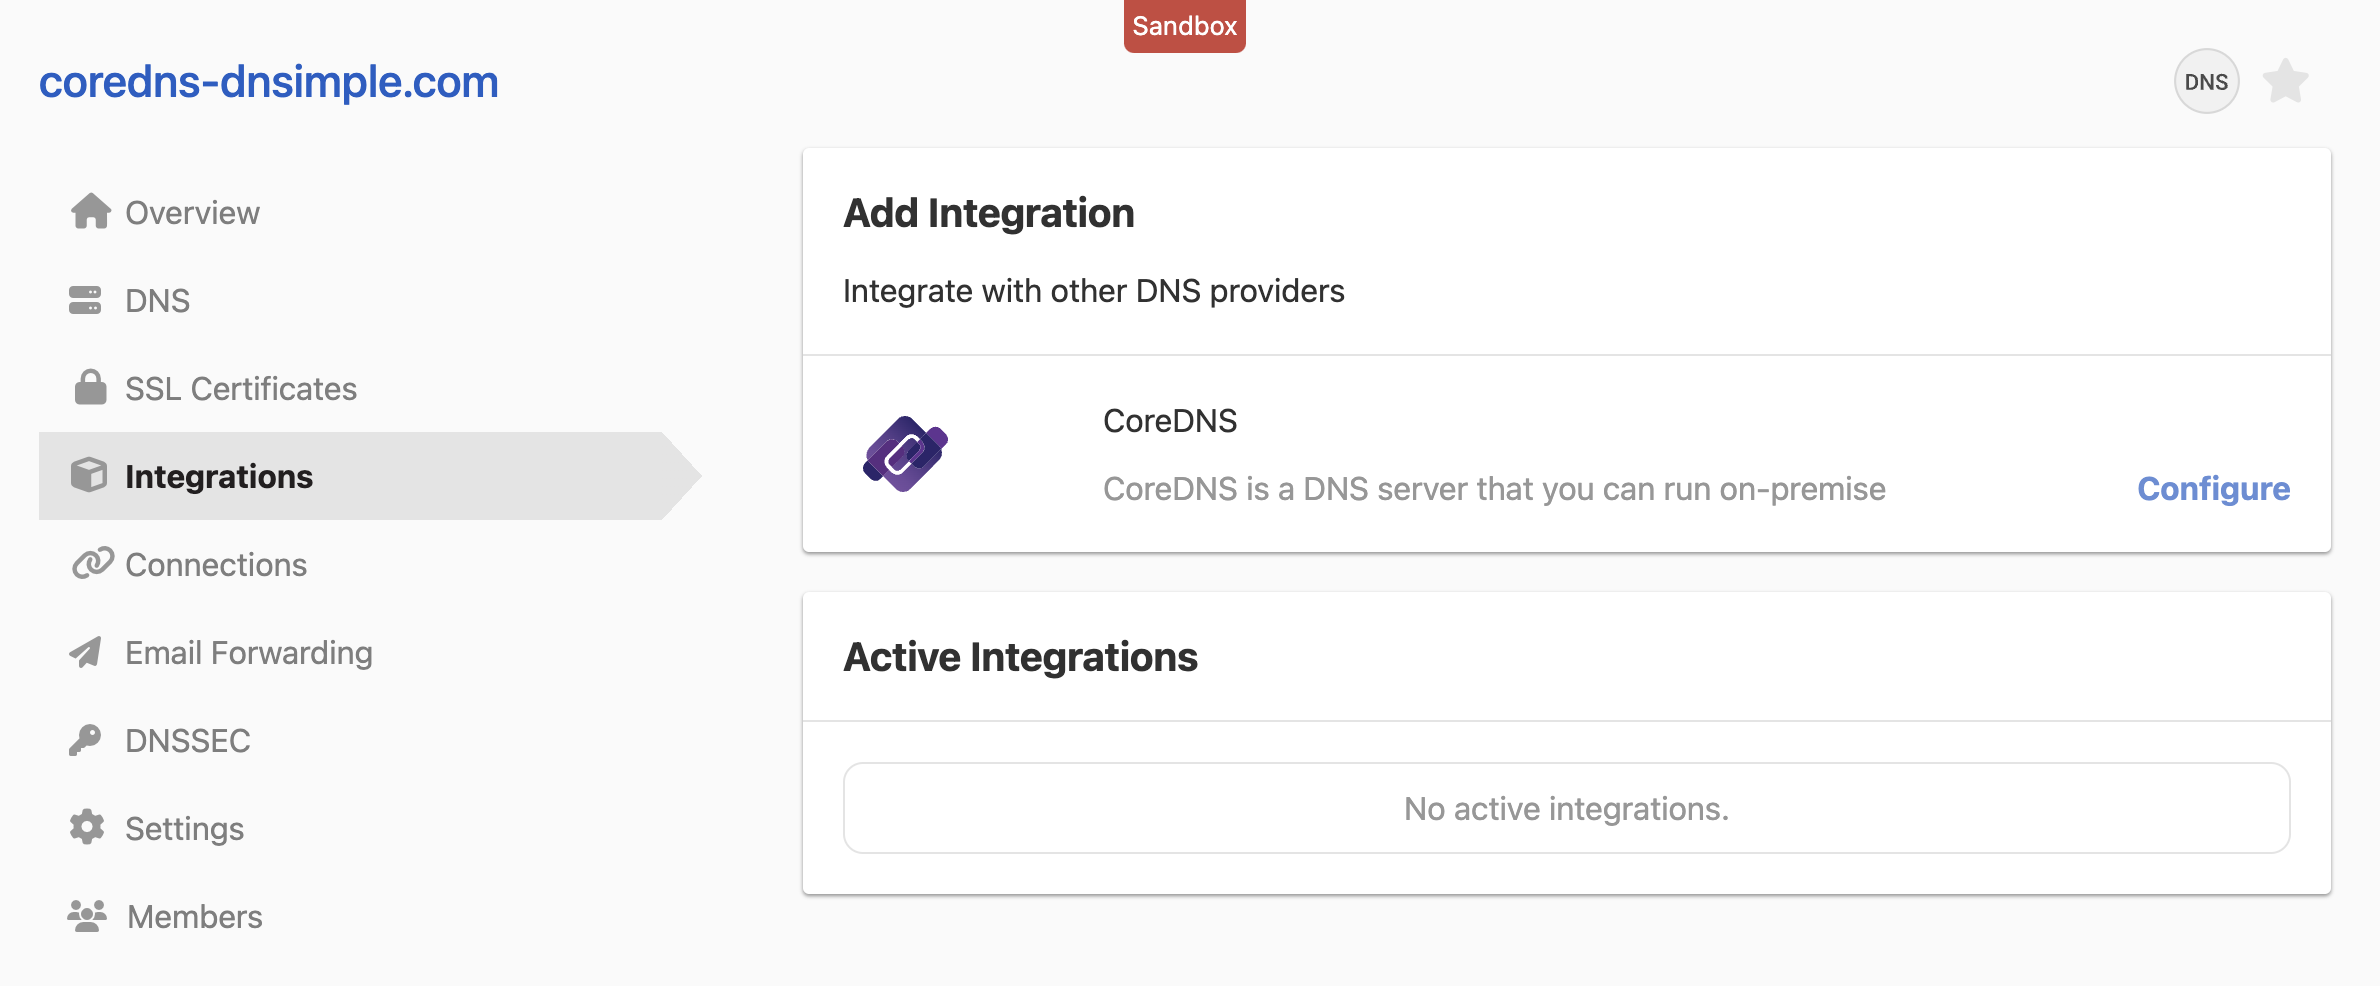 Sandbox
coredns-dnsimple.com
DNS
Overview
DNS
SSL Certificates
Integrations
Connections
Email Forwarding
DNSSEC
Settings
Members
Add Integration
Integrate with other DNS providers
CoreDNS
CoreDNS is a DNS server that you can run on-premise
Configure
Active Integrations
No active integrations.